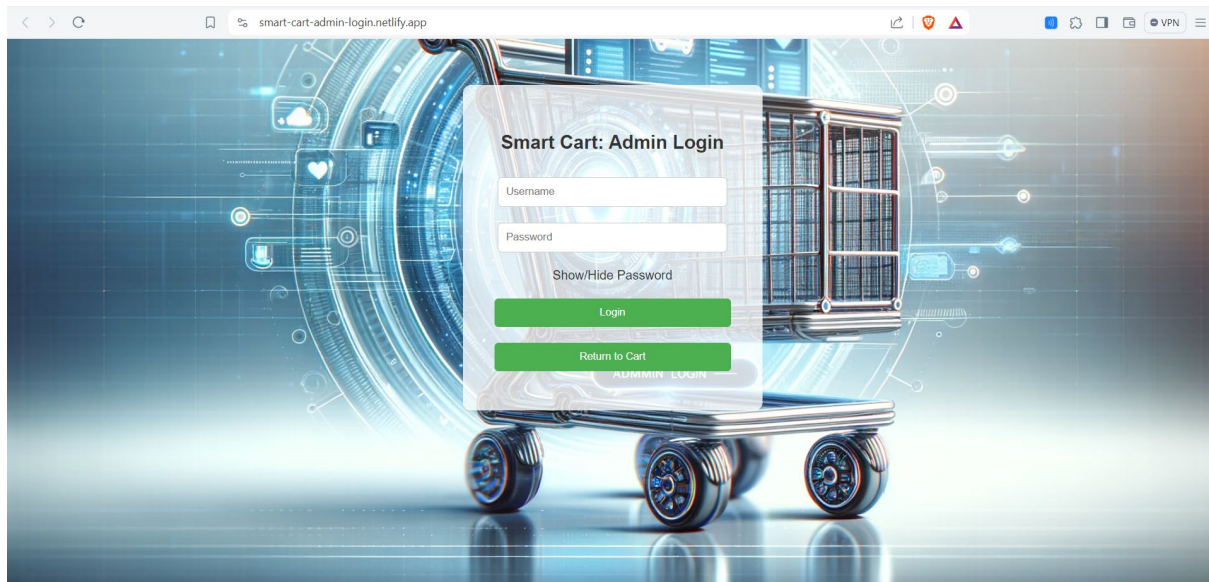 smart-cart-admin-login.netlify.app
VPN
Smart Cart: Admin Login
Username
Password
Show/Hide Password
Login
Return to Cart
ADMMIN LOGIN